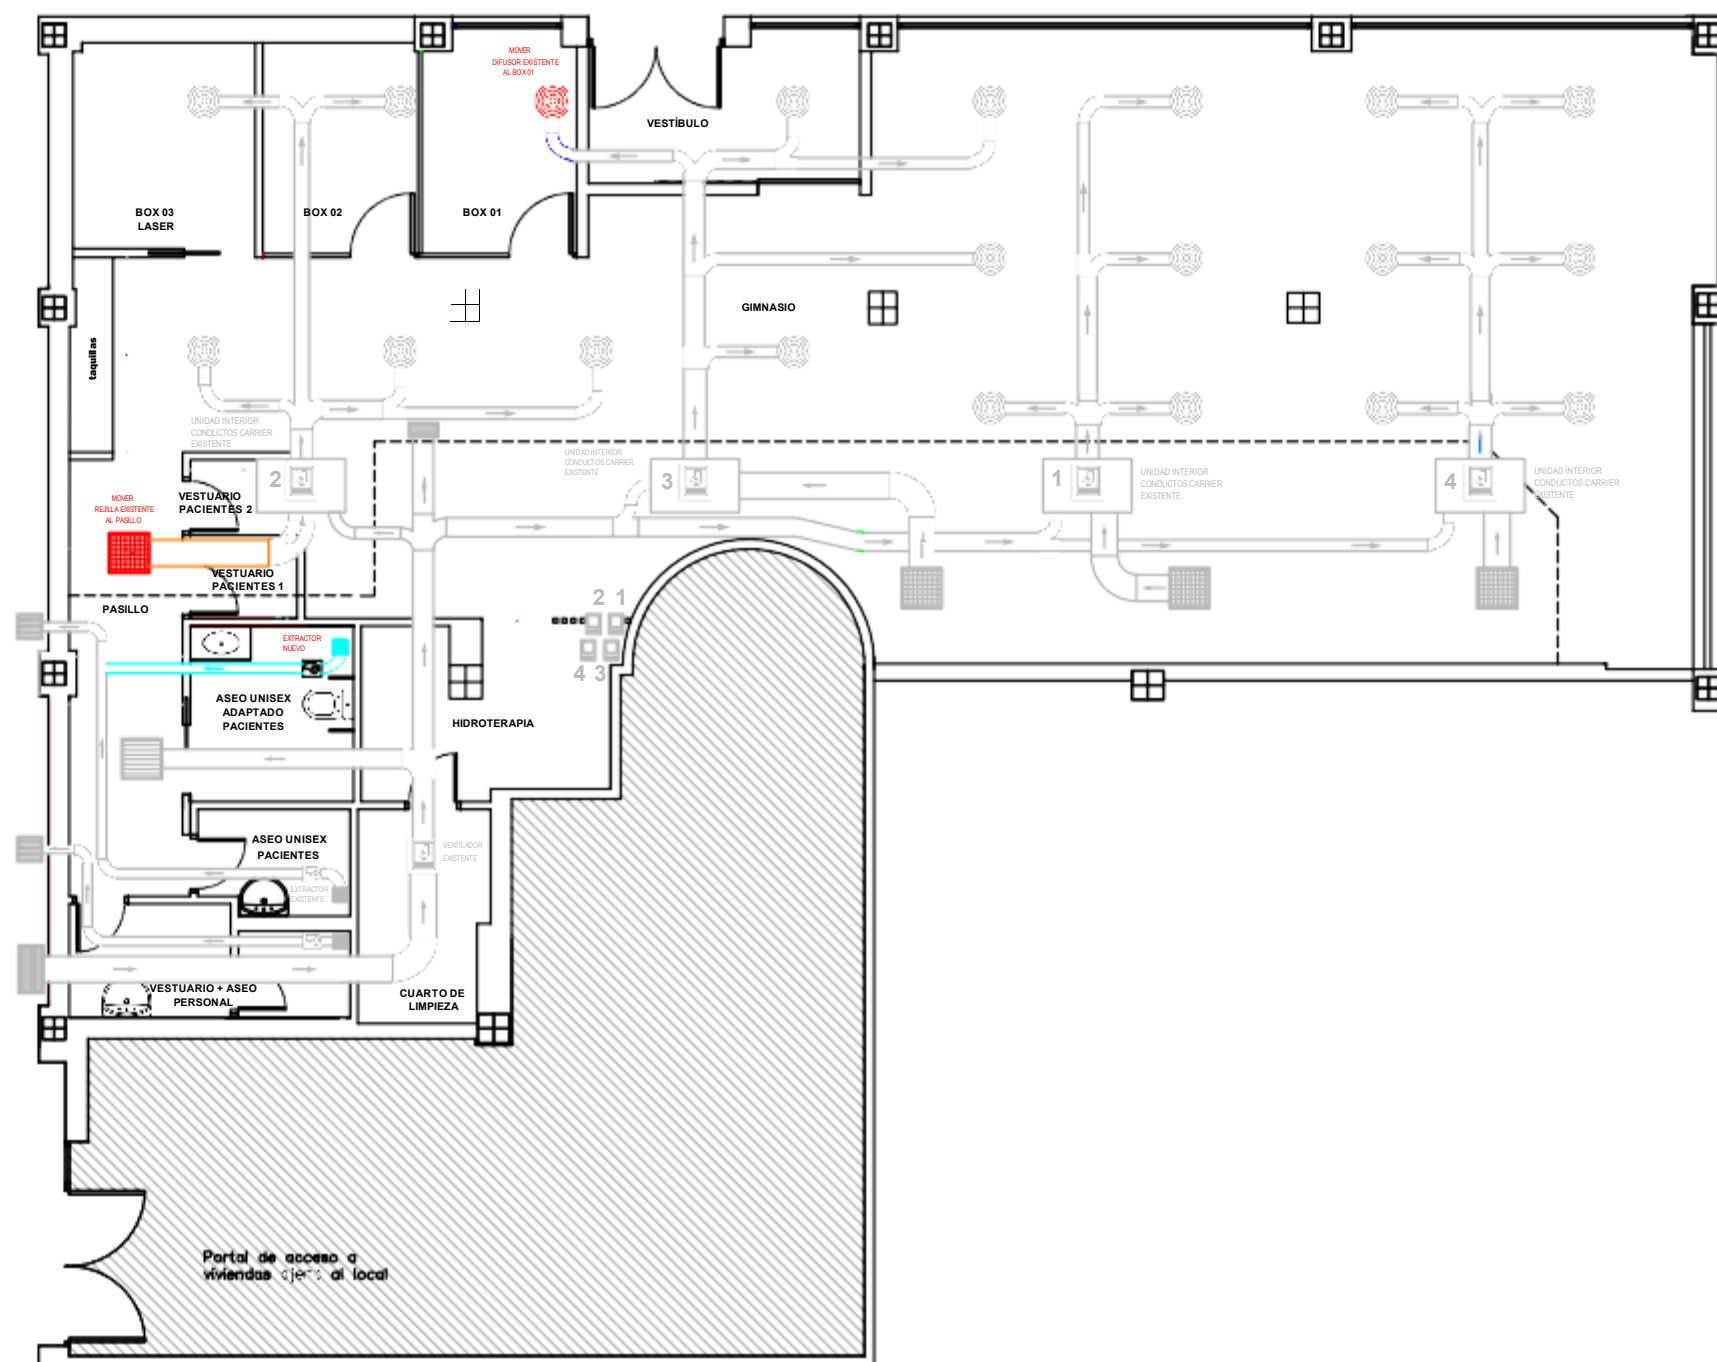 MOVER
DIFUSOR EXISTENTE
AL BOX 01
VESTÍBULO
BOX 03
LASER
BOX 02
BOX 01
GIMNASIO
taquillas
UNIDAD INTERIOR
CONDUCTOS CARRIER
EXISTENTE
UNIDAD INTERIOR
CONDUCTOS CARRIER
EXISTENTE
UNIDAD INTERIOR
CONDUCTOS CARRIER
EXISTENTE
UNIDAD INTERIOR
CONDUCTOS CARRIER
EXISTENTE
2
3
1
4
VESTUARIO
PACIENTES 2
MOVER
REJILLA EXISTENTE
AL PASILLO
VESTUARIO
PACIENTES 1
PASILLO
2 1
4 3
EXTRACTOR
NUEVO
ASEO UNISEX
ADAPTADO
PACIENTES
HIDROTERAPIA
ASEO UNISEX
PACIENTES
VENTILADOR
EXISTENTE
EXTRACTOR
EXISTENTE
VESTUARIO + ASEO
PERSONAL
CUARTO DE
LIMPIEZA
Portal de acceso a
viviendas ajeno al local